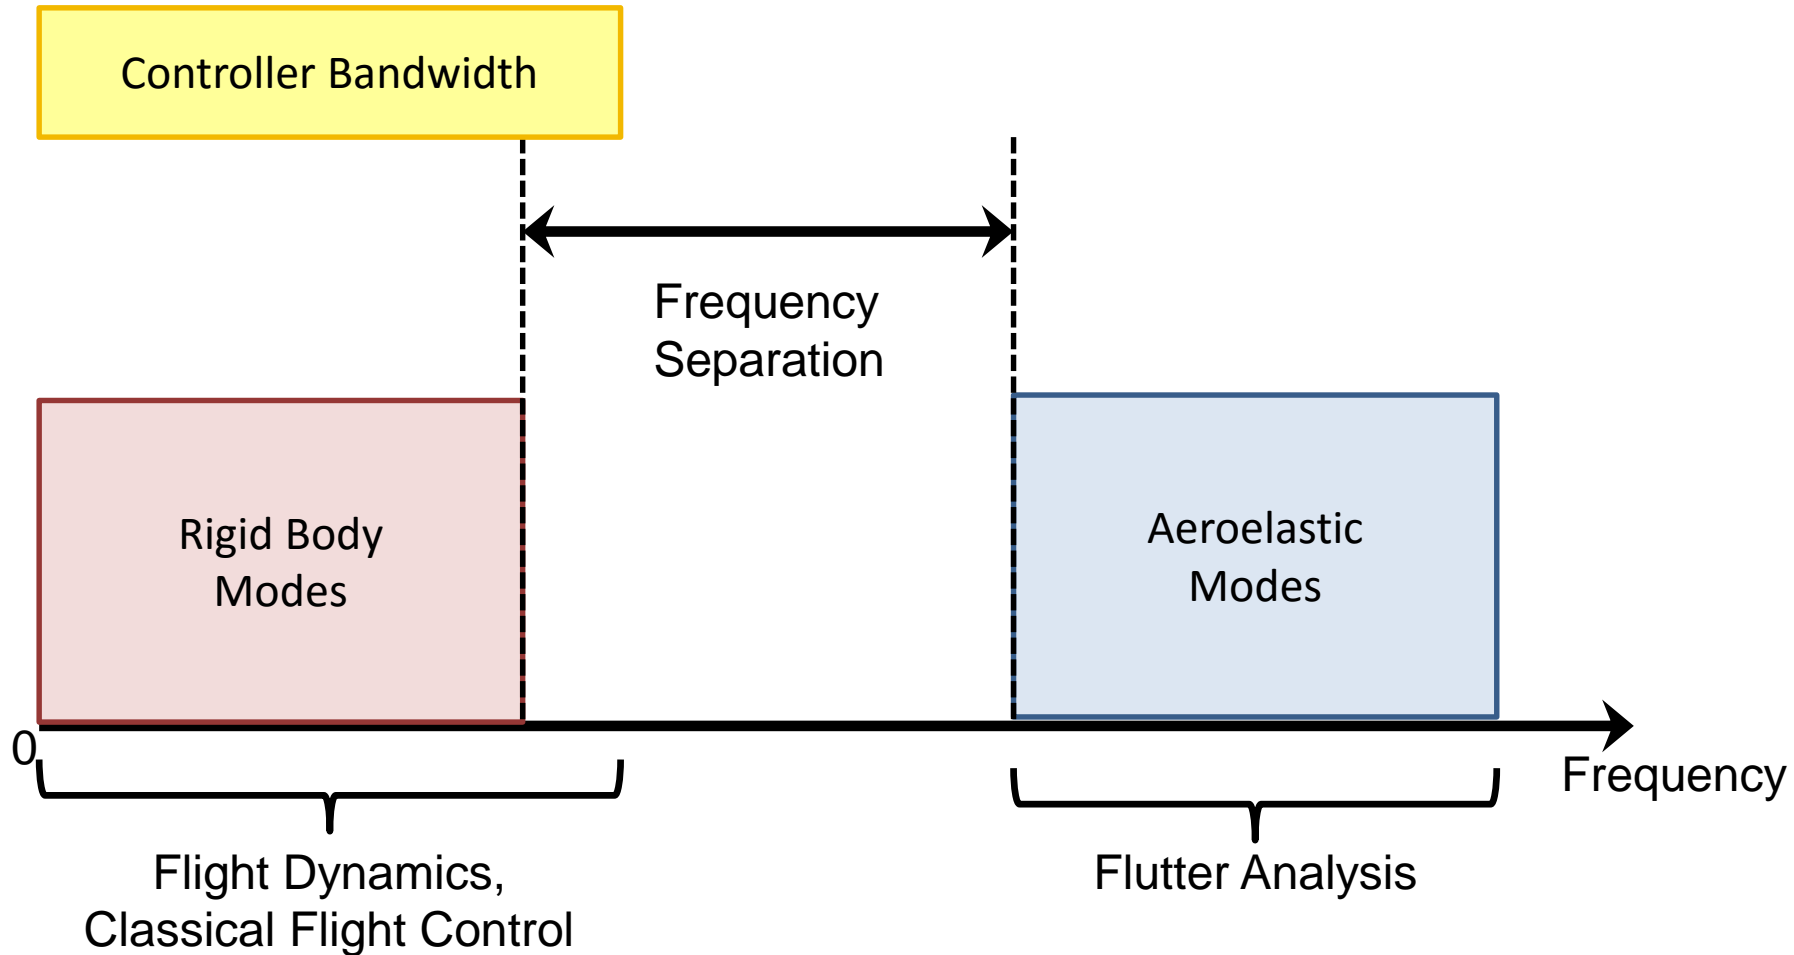 Controller Bandwidth
Frequency
Separation
Rigid Body
Modes
Aeroelastic
Modes
0
Frequency
Flight Dynamics,
Classical Flight Control
Flutter Analysis